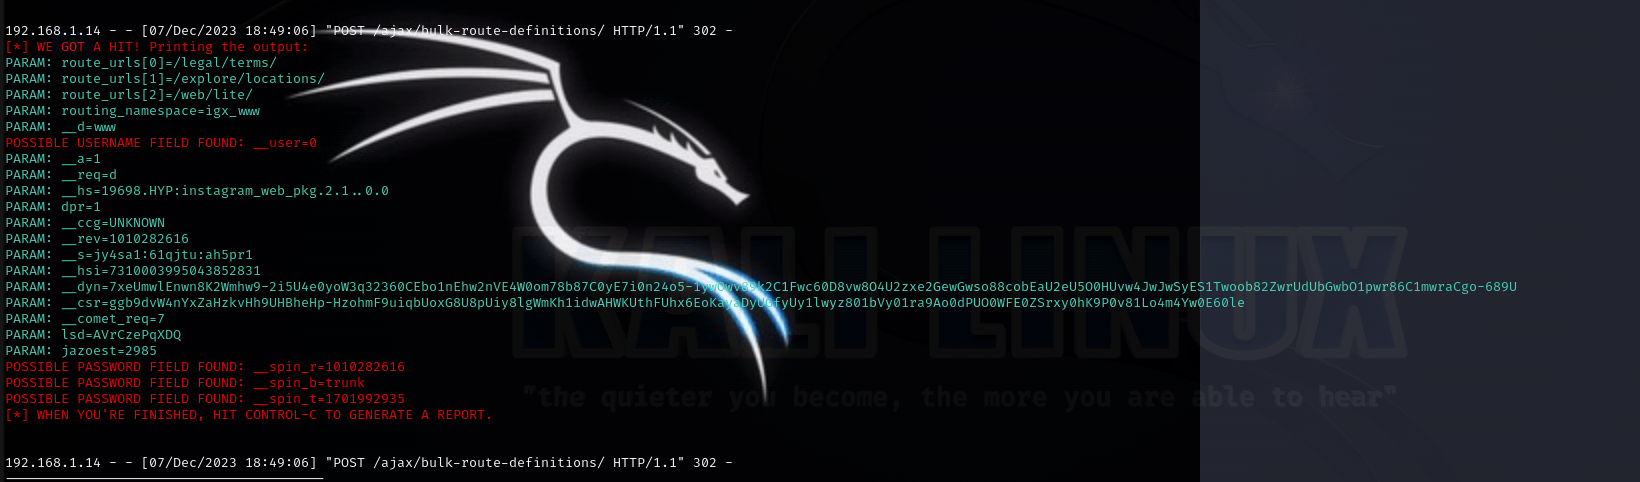 192.168.1.14 - - [07/Dec/2023 18:49:06] "POST /ajax/bulk-route-definitions/ HTTP/1.1" 302 -
[*] WE GOT A HIT! Printing the output:
PARAM: route_urls[0]=/legal/terms/
PARAM: route_urls[1]=/explore/locations/
PARAM: route_urls[2]=/web/lite/
PARAM: routing_namespace=igx_www
PARAM: __d=www
POSSIBLE USERNAME FIELD FOUND: __user=0
PARAM: __a=1
PARAM: __req=d
PARAM: __hs=19698.HYP:instagram_web_pkg.2.1..0.0
PARAM: dpr=1
PARAM: __ccg=UNKNOWN
PARAM: __rev=1010282616
PARAM: __s=jy4sa1:61qjtu:ah5pr1
PARAM: __hsi=7310003995043852831
PARAM:
PARAM:
PARAM: __comet_req=7
PARAM: lsd=AVrCzePqXDQ
PARAM: jazoest=2985
POSSIBLE PASSWORD FIELD FOUND: __spin_r=1010282616
POSSIBLE PASSWORD FIELD FOUND: __spin_b=trunk
POSSIBLE PASSWORD FIELD FOUND: __spin_t=1701992935
[*] WHEN YOU'RE FINISHED, HIT CONTROL-C TO GENERATE A REPORT.
192.168.1.14 - - [07/Dec/2023 18:49:06] "POST /ajax/bulk-route-definitions/ HTTP/1.1" 302 -
KALI LINUX
"the quieter you become, the more you are able to hear"